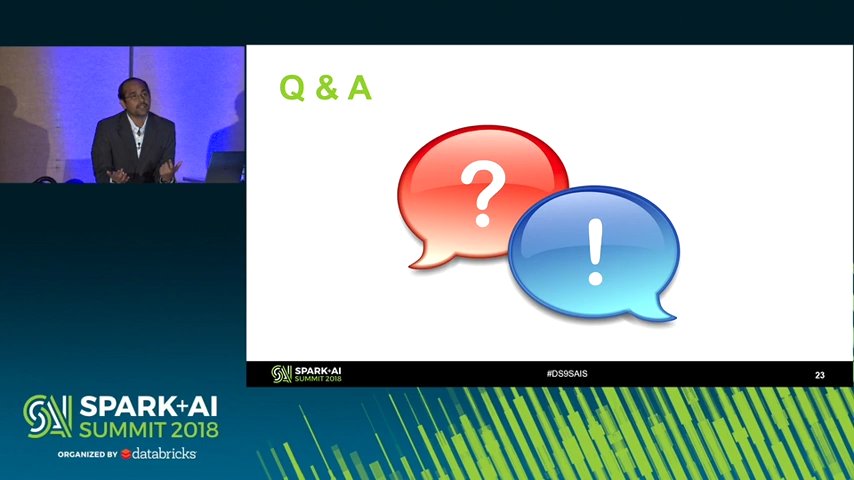 Q & A
?
!
SPARK+AI
SUMMIT 2018
#DS9SAIS
23
SPARK+AI
SUMMIT 2018
ORGANIZED BY databricks